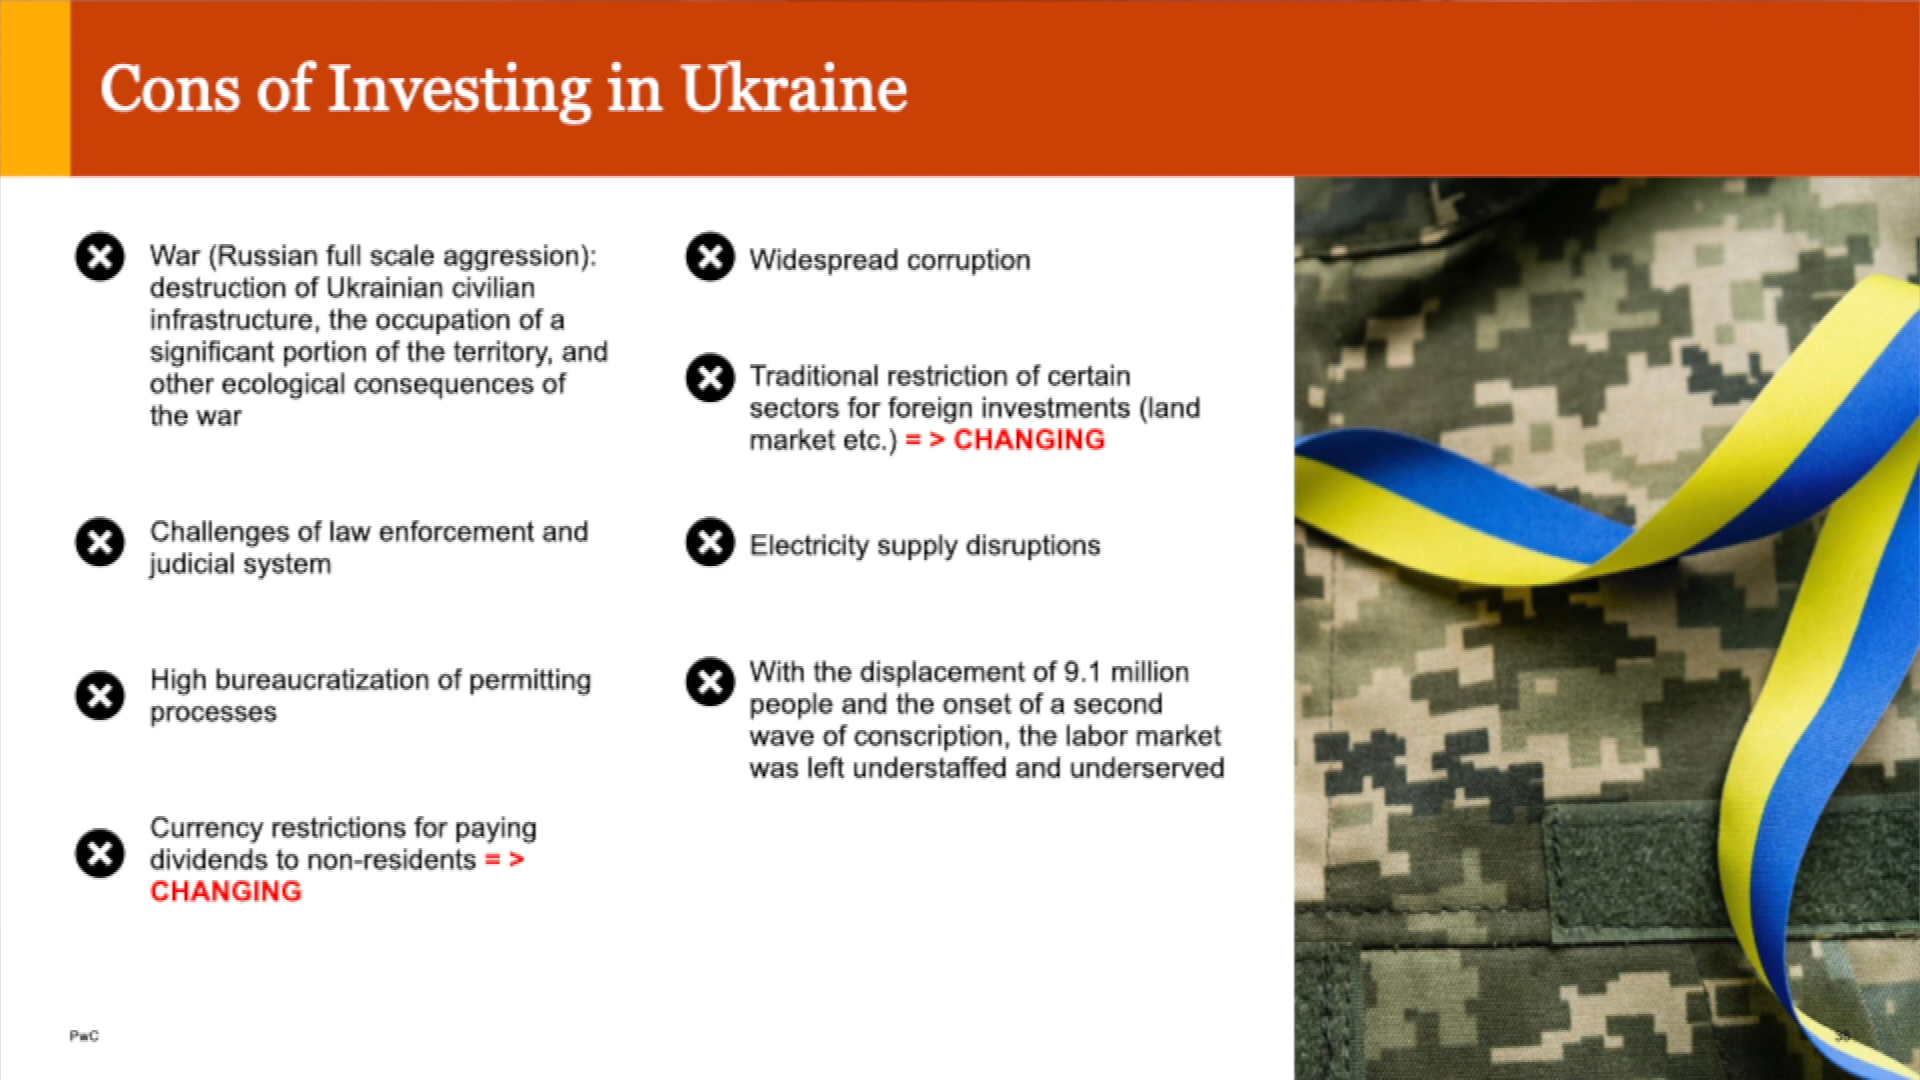 Cons of Investing in Ukraine
War (Russian full scale aggression):
destruction of Ukrainian civilian
infrastructure, the occupation of a
significant portion of the territory, and
other ecological consequences of
the war
Challenges of law enforcement and
judicial system
High bureaucratization of permitting
processes
Currency restrictions for paying
dividends to non-residents = >
CHANGING
Widespread corruption
Traditional restriction of certain
sectors for foreign investments (land
market etc.) = > CHANGING
Electricity supply disruptions
With the displacement of 9.1 million
people and the onset of a second
wave of conscription, the labor market
was left understaffed and underserved
PwC